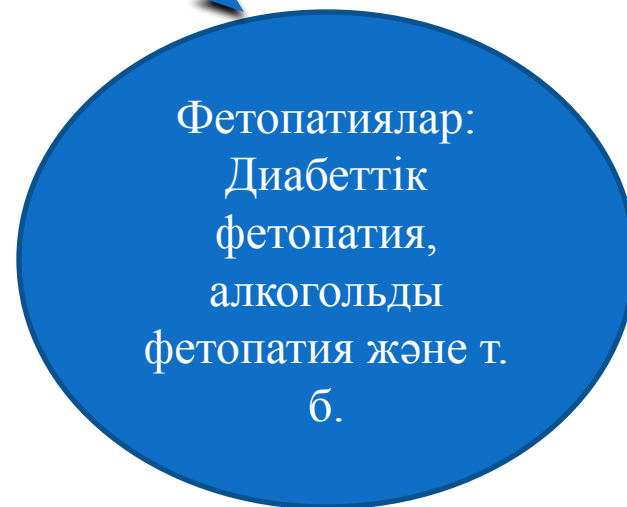 Фетопатиялар:
Диабеттік
фетопатия,
алкогольды
фетопатия және т.
б.